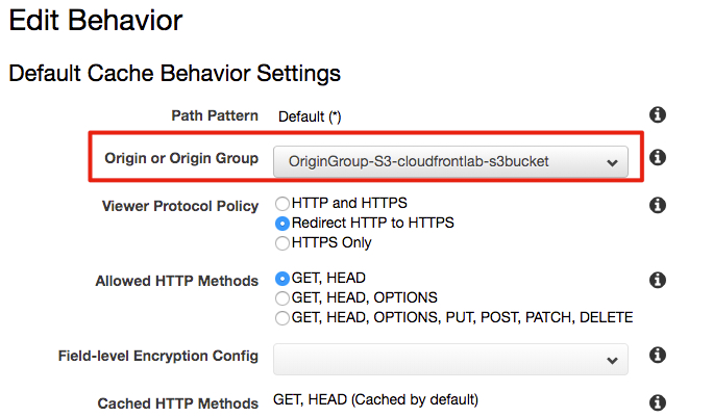 Edit Behavior
Default Cache Behavior Settings
Path Pattern Default (*)
Origin or Origin Group OriginGroup-S3-cloudfrontlab-s3bucket
Viewer Protocol Policy HTTP and HTTPS
Redirect HTTP to HTTPS
HTTPS Only
Allowed HTTP Methods GET, HEAD
GET, HEAD, OPTIONS
GET, HEAD, OPTIONS, PUT, POST, PATCH, DELETE
Field-level Encryption Config
Cached HTTP Methods GET, HEAD (Cached by default)